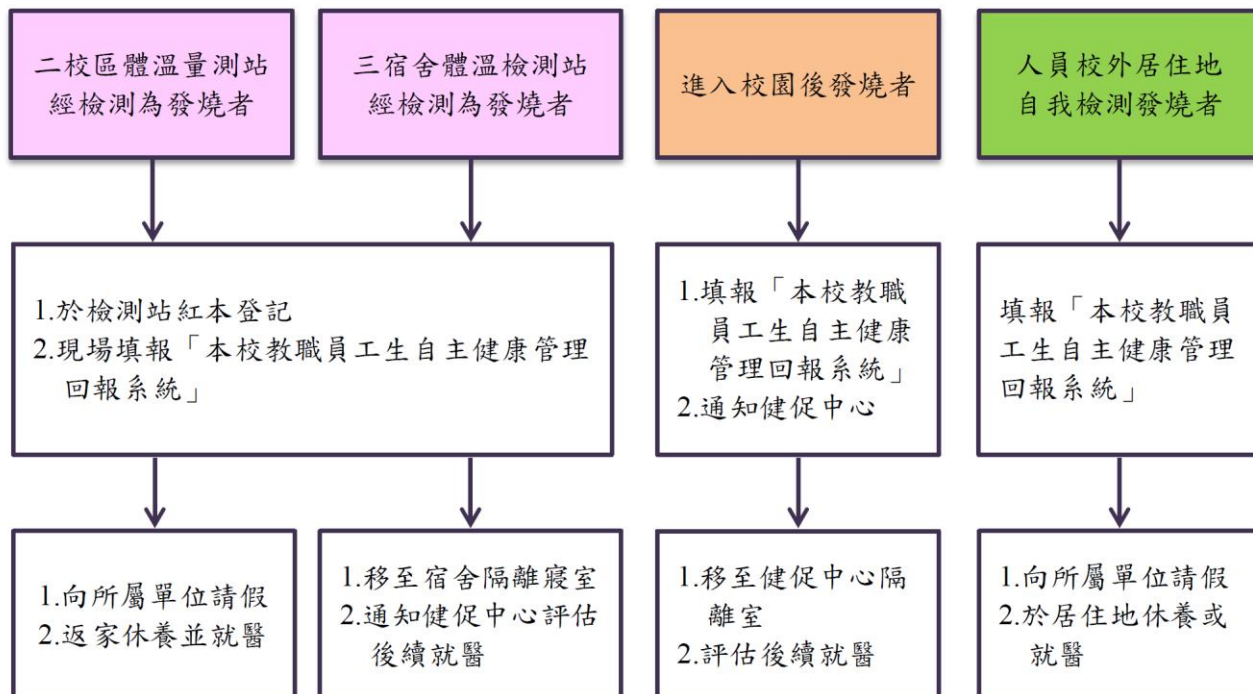 二校區體溫量測站
經檢測為發燒者
三宿舍體溫檢測站
經檢測為發燒者
進入校園後發燒者
人員校外居住地
自我檢測發燒者
1.於檢測站紅本登記
2.現場填報「本校教職員工生自主健康管理
回報系統」
1.填報「本校教職
員工生自主健康
管理回報系統」
2.通知健促中心
填報「本校教職員
工生自主健康管理
回報系統」
1.向所屬單位請假
2.返家休養並就醫
1.移至宿舍隔離寢室
2.通知健促中心評估
後續就醫
1.移至健促中心隔
離室
2.評估後續就醫
1.向所屬單位請假
2.於居住地休養或
就醫